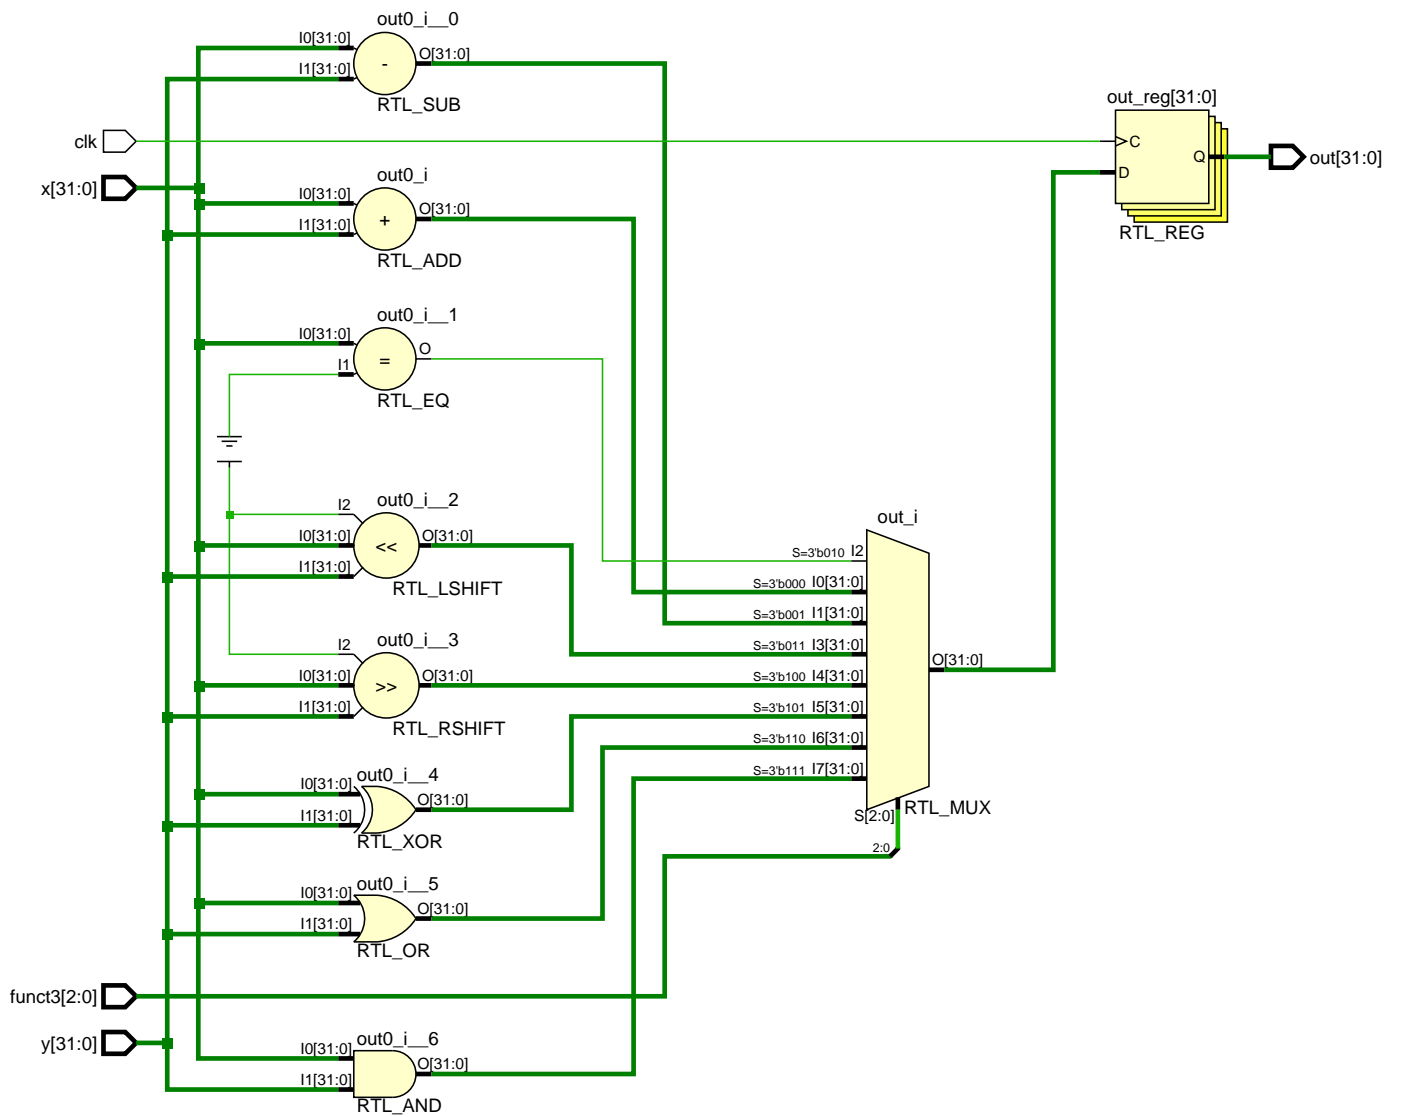 out0_i__0
I0[31:0]
O[31:0]
I1[31:0]
-
RTL_SUB
out_reg[31:0]
clk
C
Q
out[31:0]
D
RTL_REG
x[31:0]
out0_i
I0[31:0]
O[31:0]
I1[31:0]
+
RTL_ADD
out0_i__1
I0[31:0]
O
I1
=
RTL_EQ
out0_i__2
I2
I0[31:0]
O[31:0]
I1[31:0]
<<
RTL_LSHIFT
out0_i__3
I2
I0[31:0]
O[31:0]
I1[31:0]
>>
RTL_RSHIFT
out_i
S=3'b010 I2
S=3'b000 I0[31:0]
S=3'b001 I1[31:0]
S=3'b011 I3[31:0]
S=3'b100 I4[31:0]
S=3'b101 I5[31:0]
S=3'b110 I6[31:0]
S=3'b111 I7[31:0]
O[31:0]
S[2:0]
RTL_MUX
2:0
out0_i__4
I0[31:0]
O[31:0]
I1[31:0]
RTL_XOR
out0_i__5
I0[31:0]
O[31:0]
I1[31:0]
RTL_OR
funct3[2:0]
y[31:0]
out0_i__6
I0[31:0]
O[31:0]
I1[31:0]
RTL_AND